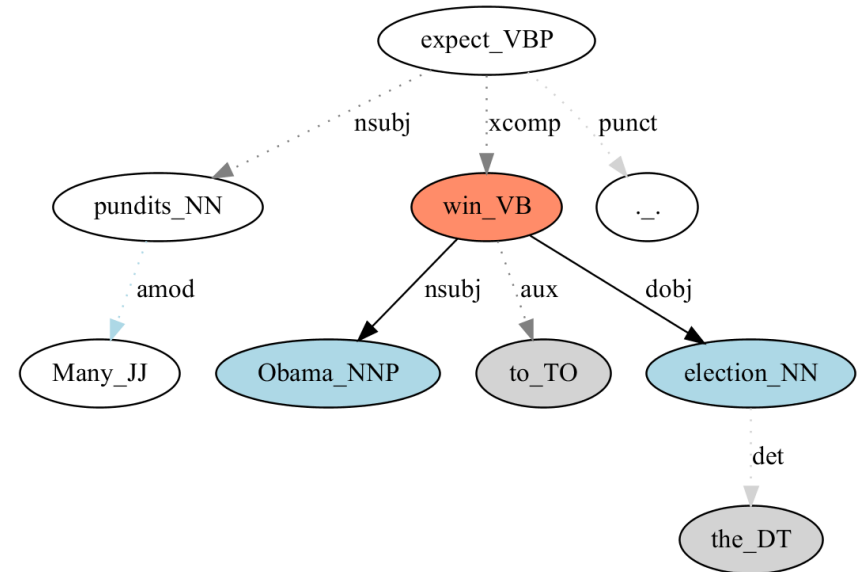 expect_VBP
nsubj xcomp punct
pundits_NN win_VB ._.
amod nsubj aux dobj
Many_JJ Obama_NNP to_TO election_NN
det
the_DT